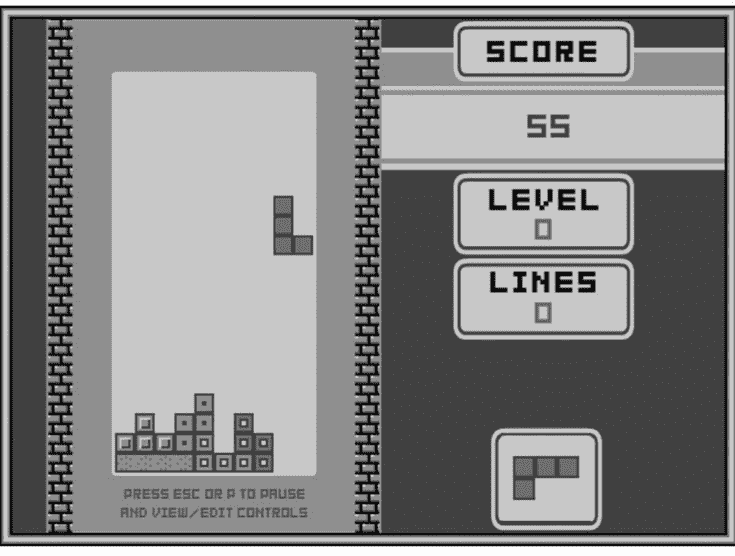 SCORE
55
LEVEL
0
LINES
0
PRESS ESC OR P TO PAUSE
AND VIEW/EDIT CONTROLS